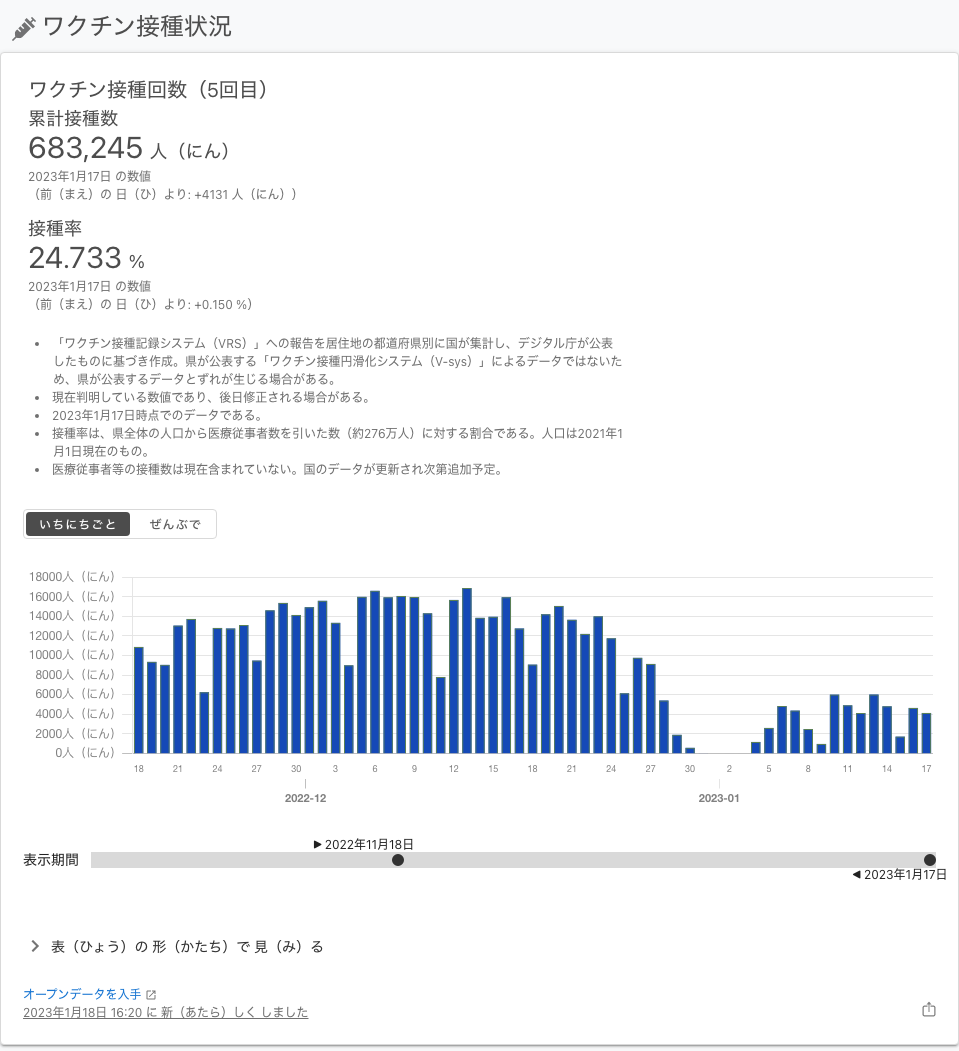 ワクチン接種状況
ワクチン接種回数（5回目）
累計接種数
683,245 人（にん）
2023年1月17日 の数値
（前（まえ）の 日（ひ）より: +4131 人（にん））
接種率
24.733 %
2023年1月17日 の数値
（前（まえ）の 日（ひ）より: +0.150 %）
• 「ワクチン接種記録システム（VRS）」への報告を居住地の都道府県別に国が集計し、デジタル庁が公表
したものに基づき作成。県が公表する「ワクチン接種円滑化システム（V-sys）」によるデータではないた
め、県が公表するデータとずれが生じる場合がある。
• 現在判明している数値であり、後日修正される場合がある。
• 2023年1月17日時点でのデータである。
• 接種率は、県全体の人口から医療従事者数を引いた数（約276万人）に対する割合である。人口は2021年1
月1日現在のもの。
• 医療従事者等の接種数は現在含まれていない。国のデータが更新され次第追加予定。
いちにちごと ぜんぶで
18000人（にん）
16000人（にん）
14000人（にん）
12000人（にん）
10000人（にん）
8000人（にん）
6000人（にん）
4000人（にん）
2000人（にん）
0人（にん）
18 21 24 27 30 3 6 9 12 15 18 21 24 27 30 2 5 8 11 14 17
2022-12 2023-01
▶ 2022年11月18日
表示期間
◀ 2023年1月17日
表（ひょう）の 形（かたち）で 見（み）る
オープンデータを入手
2023年1月18日 16:20 に 新（あたら）しく しました